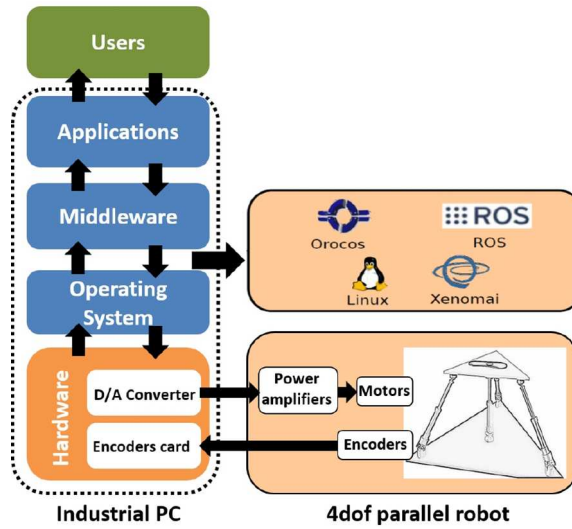 Users
Applications
Middleware
Operating
System
Hardware
D/A Converter
Encoders card
Industrial PC
Orocos
ROS
ROS
Linux
Xenomai
Power
amplifiers
Motors
Encoders
4dof parallel robot